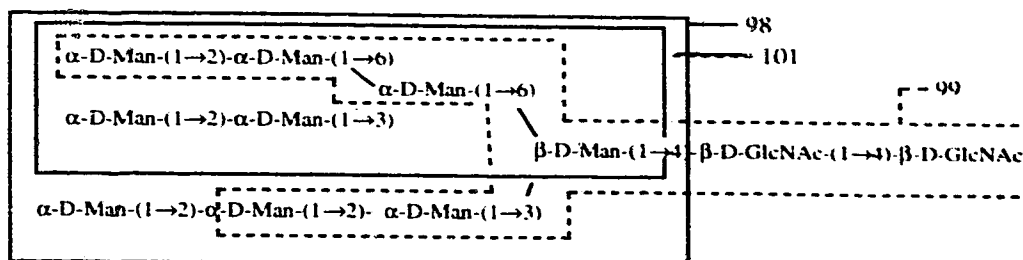 98
α-D-Man-(1→2)-α-D-Man-(1→6)
101
α-D-Man-(1→6)
99
α-D-Man-(1→2)-α-D-Man-(1→3)
β-D-Man-(1→4)-β-D-GlcNAc-(1→4)-β-D-GlcNAc
α-D-Man-(1→2)-α-D-Man-(1→2)- α-D-Man-(1→3)